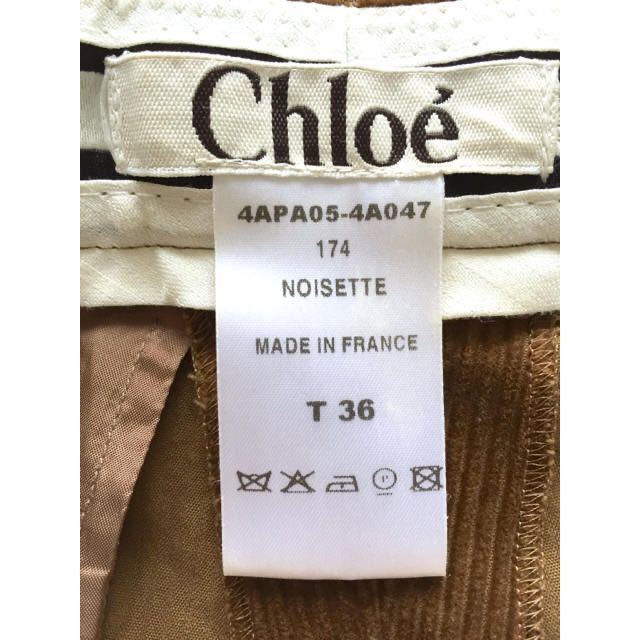 Chloé
4APA05-4A047
174
NOISETTE
MADE IN FRANCE
T 36
P